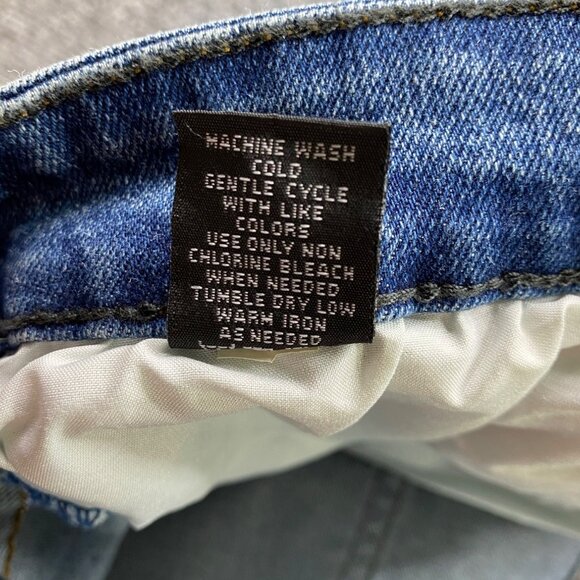 MACHINE WASH
COLD
GENTLE CYCLE
WITH LIKE
COLORS
USE ONLY NON
CHLORINE BLEACH
WHEN NEEDED
TUMBLE DRY LOW
WARM IRON
AS NEEDED